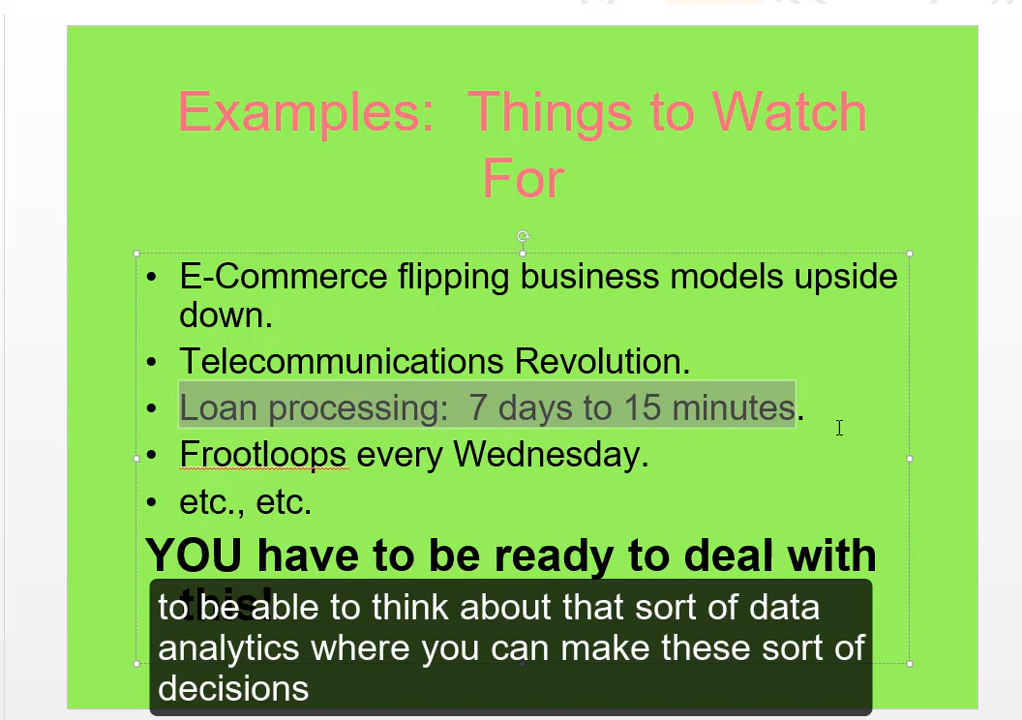 Examples:  Things to Watch
For
• E-Commerce flipping business models upside
down.
• Telecommunications Revolution.
• Loan processing:  7 days to 15 minutes.
• Frootloops every Wednesday.
• etc., etc.
YOU have to be ready to deal with
this!
to be able to think about that sort of data
analytics where you can make these sort of
decisions